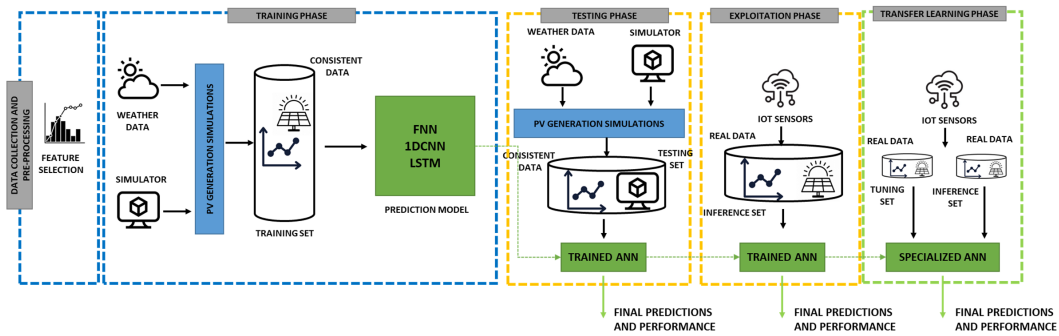 DATA COLLECTION AND
PRE-PROCESSING
FEATURE
SELECTION
TRAINING PHASE
WEATHER
DATA
SIMULATOR
PV GENERATION SIMULATIONS
CONSISTENT
DATA
TRAINING SET
FNN
1DCNN
LSTM
PREDICTION MODEL
TESTING PHASE
WEATHER DATA
SIMULATOR
PV GENERATION SIMULATIONS
CONSISTENT
DATA
TESTING
SET
TRAINED ANN
FINAL PREDICTIONS
AND PERFORMANCE
EXPLOITATION PHASE
IOT SENSORS
REAL DATA
INFERENCE SET
TRAINED ANN
FINAL PREDICTIONS
AND PERFORMANCE
TRANSFER LEARNING PHASE
IOT SENSORS
REAL DATA
REAL DATA
TUNING
SET
INFERENCE
SET
SPECIALIZED ANN
FINAL PREDICTIONS
AND PERFORMANCE